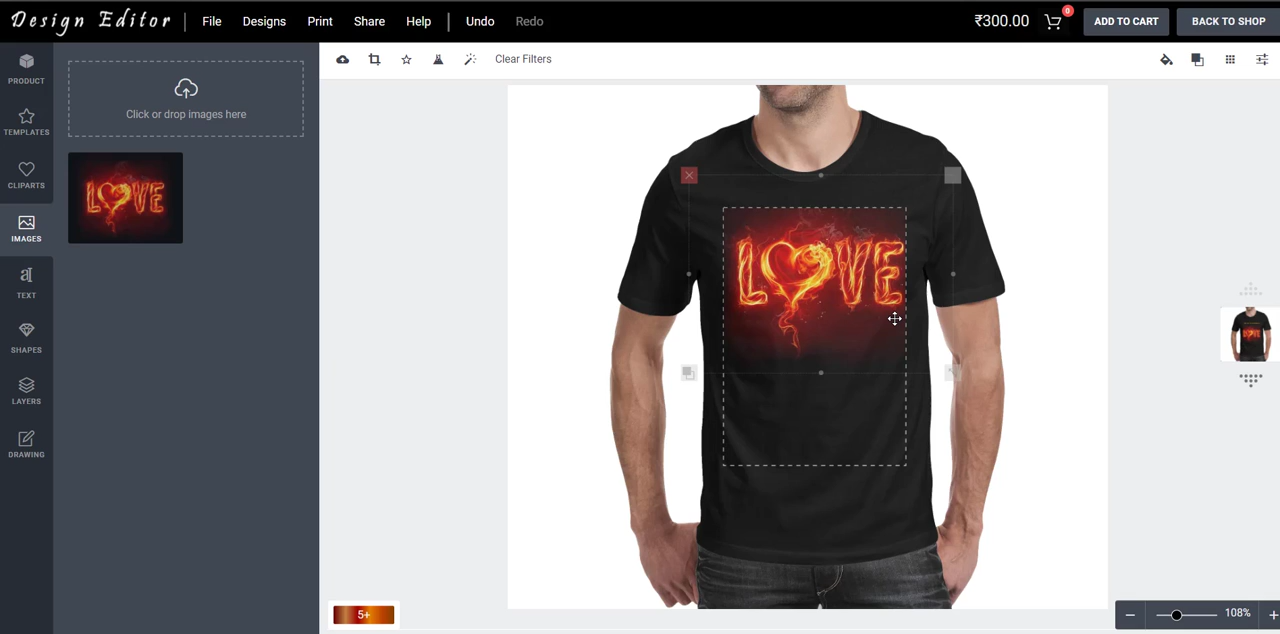 Design Editor File Designs Print Share Help Undo Redo ₹300.00 0 ADD TO CART BACK TO SHOP
Clear Filters
PRODUCT
TEMPLATES
CLIPARTS
IMAGES
TEXT
SHAPES
LAYERS
DRAWING
Click or drop images here
LOVE
LOVE
LOVE
5+
108%